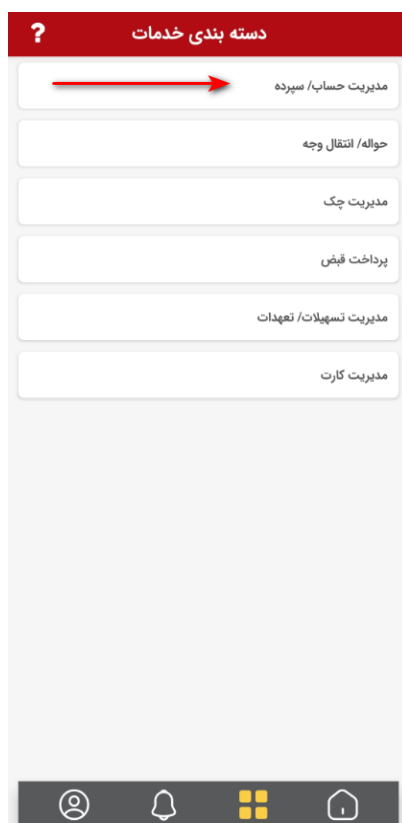 دسته بندی خدمات ?
مدیریت حساب/ سپرده
حواله/ انتقال وجه
مدیریت چک
پرداخت قبض
مدیریت تسهیلات/ تعهدات
مدیریت کارت